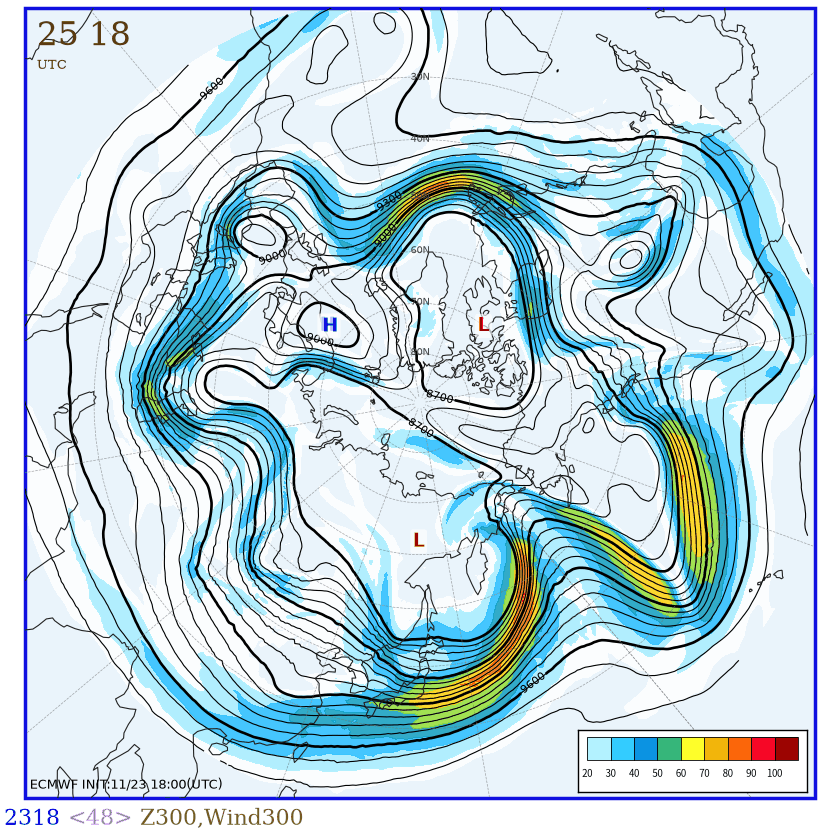 25 18
UTC
9600
30N
40N
9300
9000
60N
9000
70N
H
L
9000
80N
8700
8700
L
9600
20 30 40 50 60 70 80 90 100
ECMWF INIT:11/23 18:00(UTC)
2318 <48> Z300,Wind300